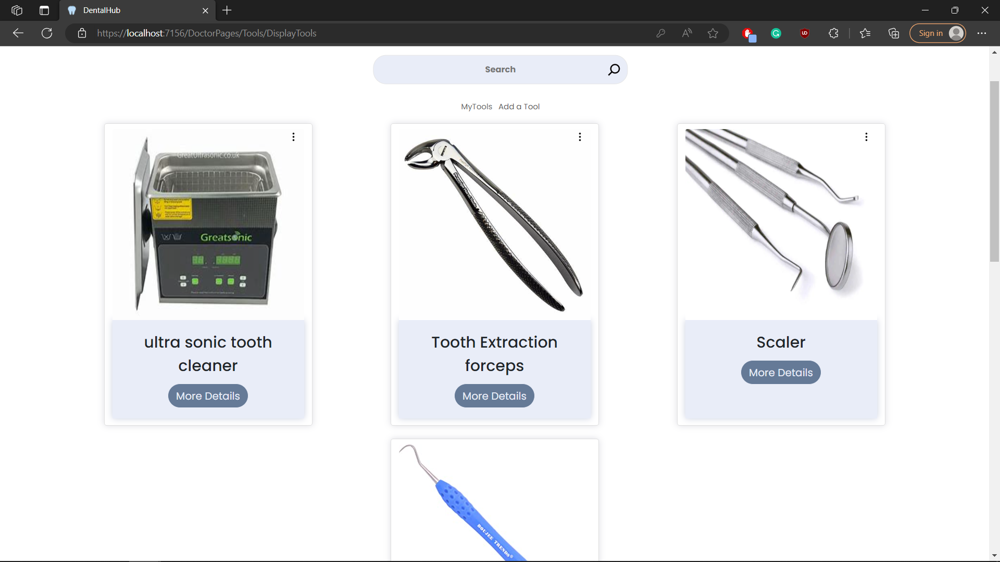 DentalHub
https://localhost:7156/DoctorPages/Tools/DisplayTools
Sign in
Search
MyTools Add a Tool
GreatUltrasonic.co.uk
Greatsonic
ultra sonic tooth
cleaner
More Details
Tooth Extraction
forceps
More Details
Scaler
More Details
BOUJEE TRENDS®